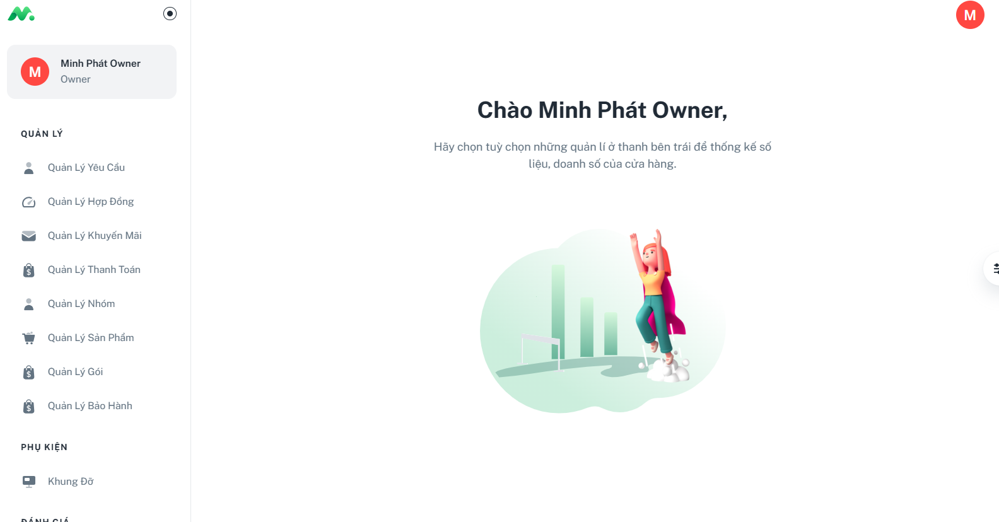 M
Minh Phát Owner
Owner
QUẢN LÝ
Quản Lý Yêu Cầu
Quản Lý Hợp Đồng
Quản Lý Khuyến Mãi
Quản Lý Thanh Toán
Quản Lý Nhóm
Quản Lý Sản Phẩm
Quản Lý Gói
Quản Lý Bảo Hành
PHỤ KIỆN
Khung Đỡ
ĐÁNH GIÁ
M
Chào Minh Phát Owner,
Hãy chọn tuỳ chọn những quản lí ở thanh bên trái để thống kế số
liệu, doanh số của cửa hàng.